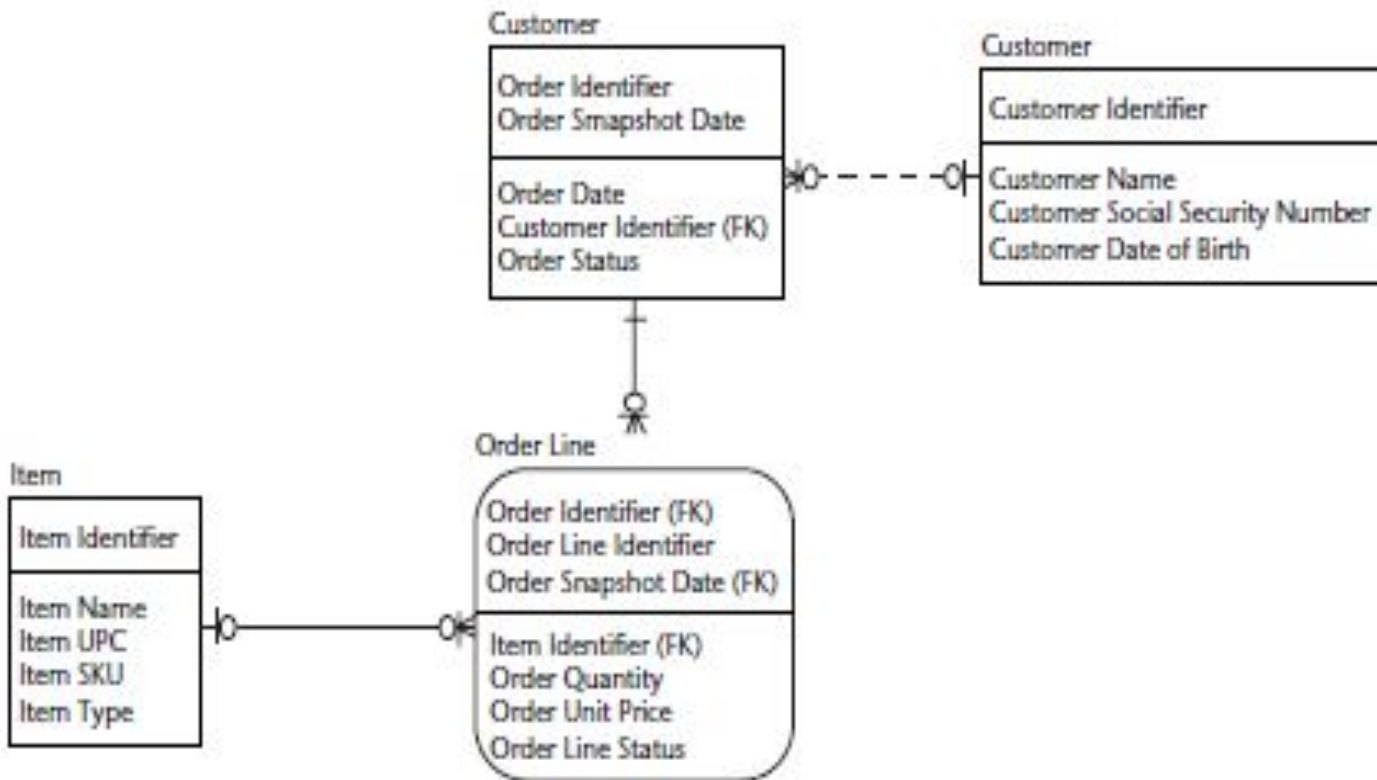 Customer
Order Identifier
Order Smapshot Date
Order Date
Customer Identifier (FK)
Order Status
Customer
Customer Identifier
Customer Name
Customer Social Security Number
Customer Date of Birth
Order Line
Order Identifier (FK)
Order Line Identifier
Order Snapshot Date (FK)
Item Identifier (FK)
Order Quantity
Order Unit Price
Order Line Status
Item
Item Identifier
Item Name
Item UPC
Item SKU
Item Type